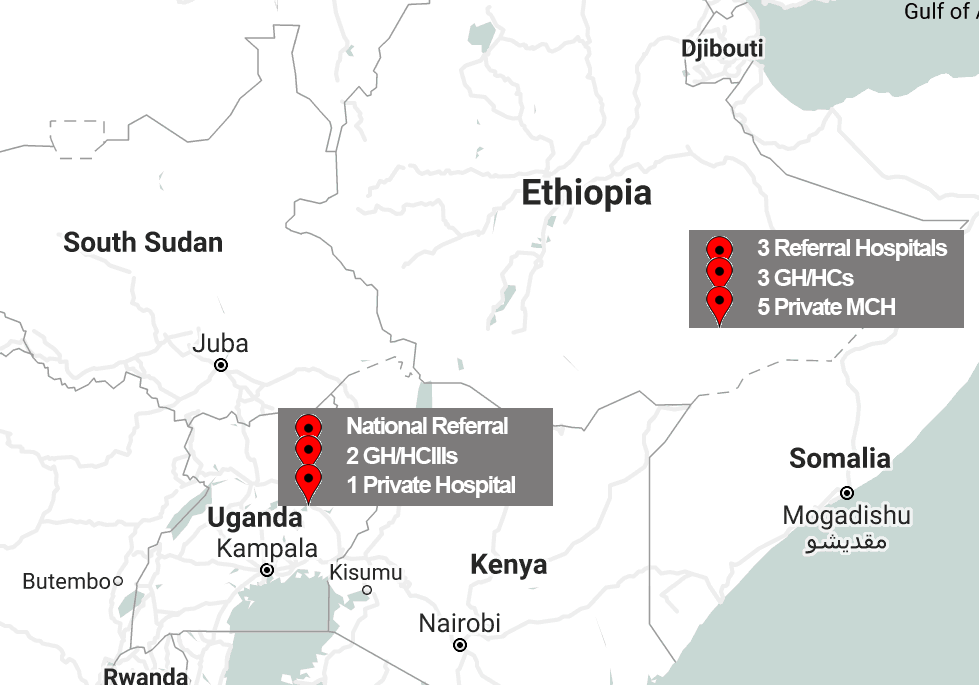 Gulf of
Djibouti
Ethiopia
South Sudan
3 Referral Hospitals
3 GH/HCs
5 Private MCH
Juba
National Referral
2 GH/HCIIIs
1 Private Hospital
Somalia
Mogadishu
مقديشو
Uganda
Kampala
Kenya
Kisumu
Butembo
Nairobi
Rwanda